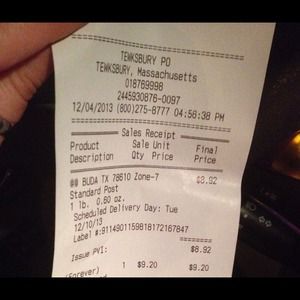 TEWKSBURY PO
TEWKSBURY, Massachusetts
018769998
2445930876-0097
12/04/2013 (800)275-8777 04:56:38 PM
Sales Receipt
Product Sale Unit Final
Description Qty Price Price
@@ BUDA TX 78610 Zone-7 $8.92
Standard Post
1 lb. 0.60 oz.
Scheduled Delivery Day: Tue
12/10/13
Label #:9114901159818172167847
Issue PVI: $8.92
(Forever) 1 $9.20 $9.20